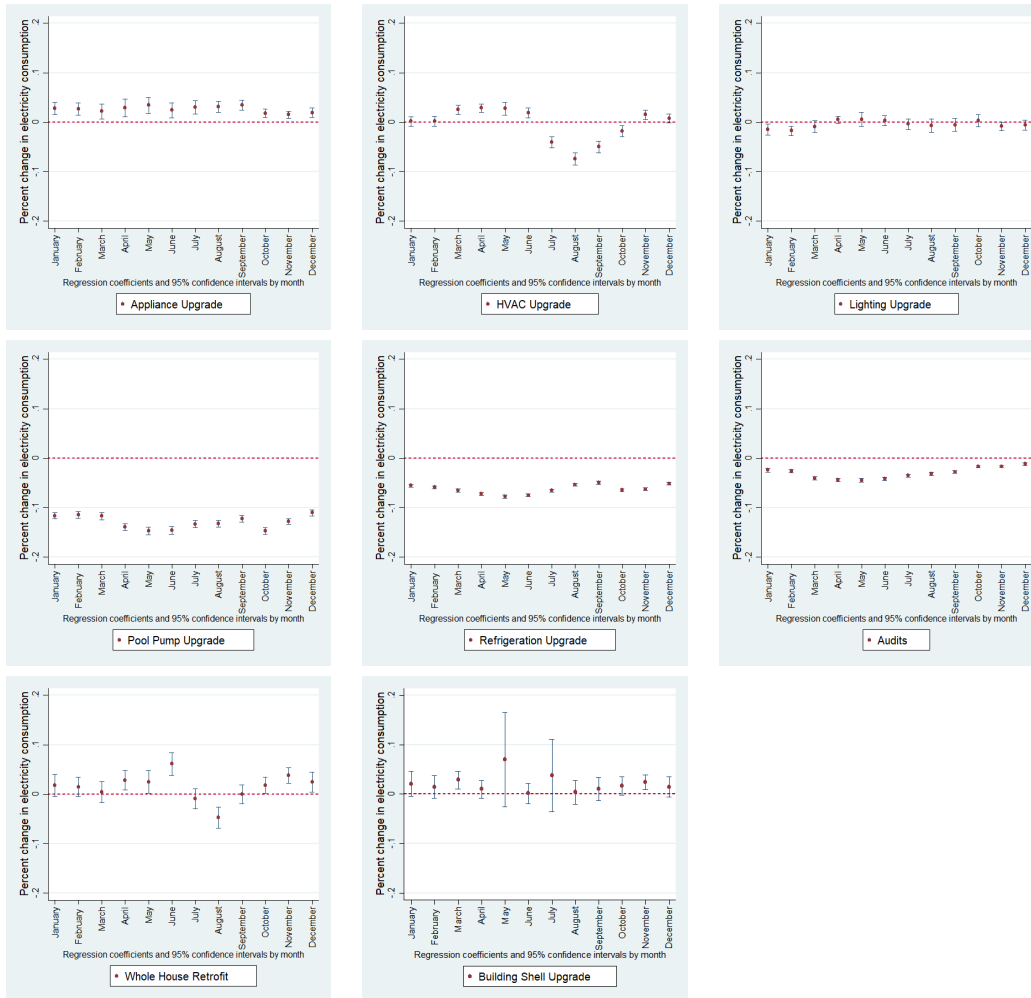 Percent change in electricity consumption
.2
.1
0
-.1
-.2
January
February
March
April
May
June
July
August
September
October
November
December
Regression coefficients and 95% confidence intervals by month
Appliance Upgrade
Percent change in electricity consumption
.2
.1
0
-.1
-.2
January
February
March
April
May
June
July
August
September
October
November
December
Regression coefficients and 95% confidence intervals by month
HVAC Upgrade
Percent change in electricity consumption
.2
.1
0
-.1
-.2
January
February
March
April
May
June
July
August
September
October
November
December
Regression coefficients and 95% confidence intervals by month
Lighting Upgrade
Percent change in electricity consumption
.2
.1
0
-.1
-.2
January
February
March
April
May
June
July
August
September
October
November
December
Regression coefficients and 95% confidence intervals by month
Pool Pump Upgrade
Percent change in electricity consumption
.2
.1
0
-.1
-.2
January
February
March
April
May
June
July
August
September
October
November
December
Regression coefficients and 95% confidence intervals by month
Refrigeration Upgrade
Percent change in electricity consumption
.2
.1
0
-.1
-.2
January
February
March
April
May
June
July
August
September
October
November
December
Regression coefficients and 95% confidence intervals by month
Audits
Percent change in electricity consumption
.2
.1
0
-.1
-.2
January
February
March
April
May
June
July
August
September
October
November
December
Regression coefficients and 95% confidence intervals by month
Whole House Retrofit
Percent change in electricity consumption
.2
.1
0
-.1
-.2
January
February
March
April
May
June
July
August
September
October
November
December
Regression coefficients and 95% confidence intervals by month
Building Shell Upgrade